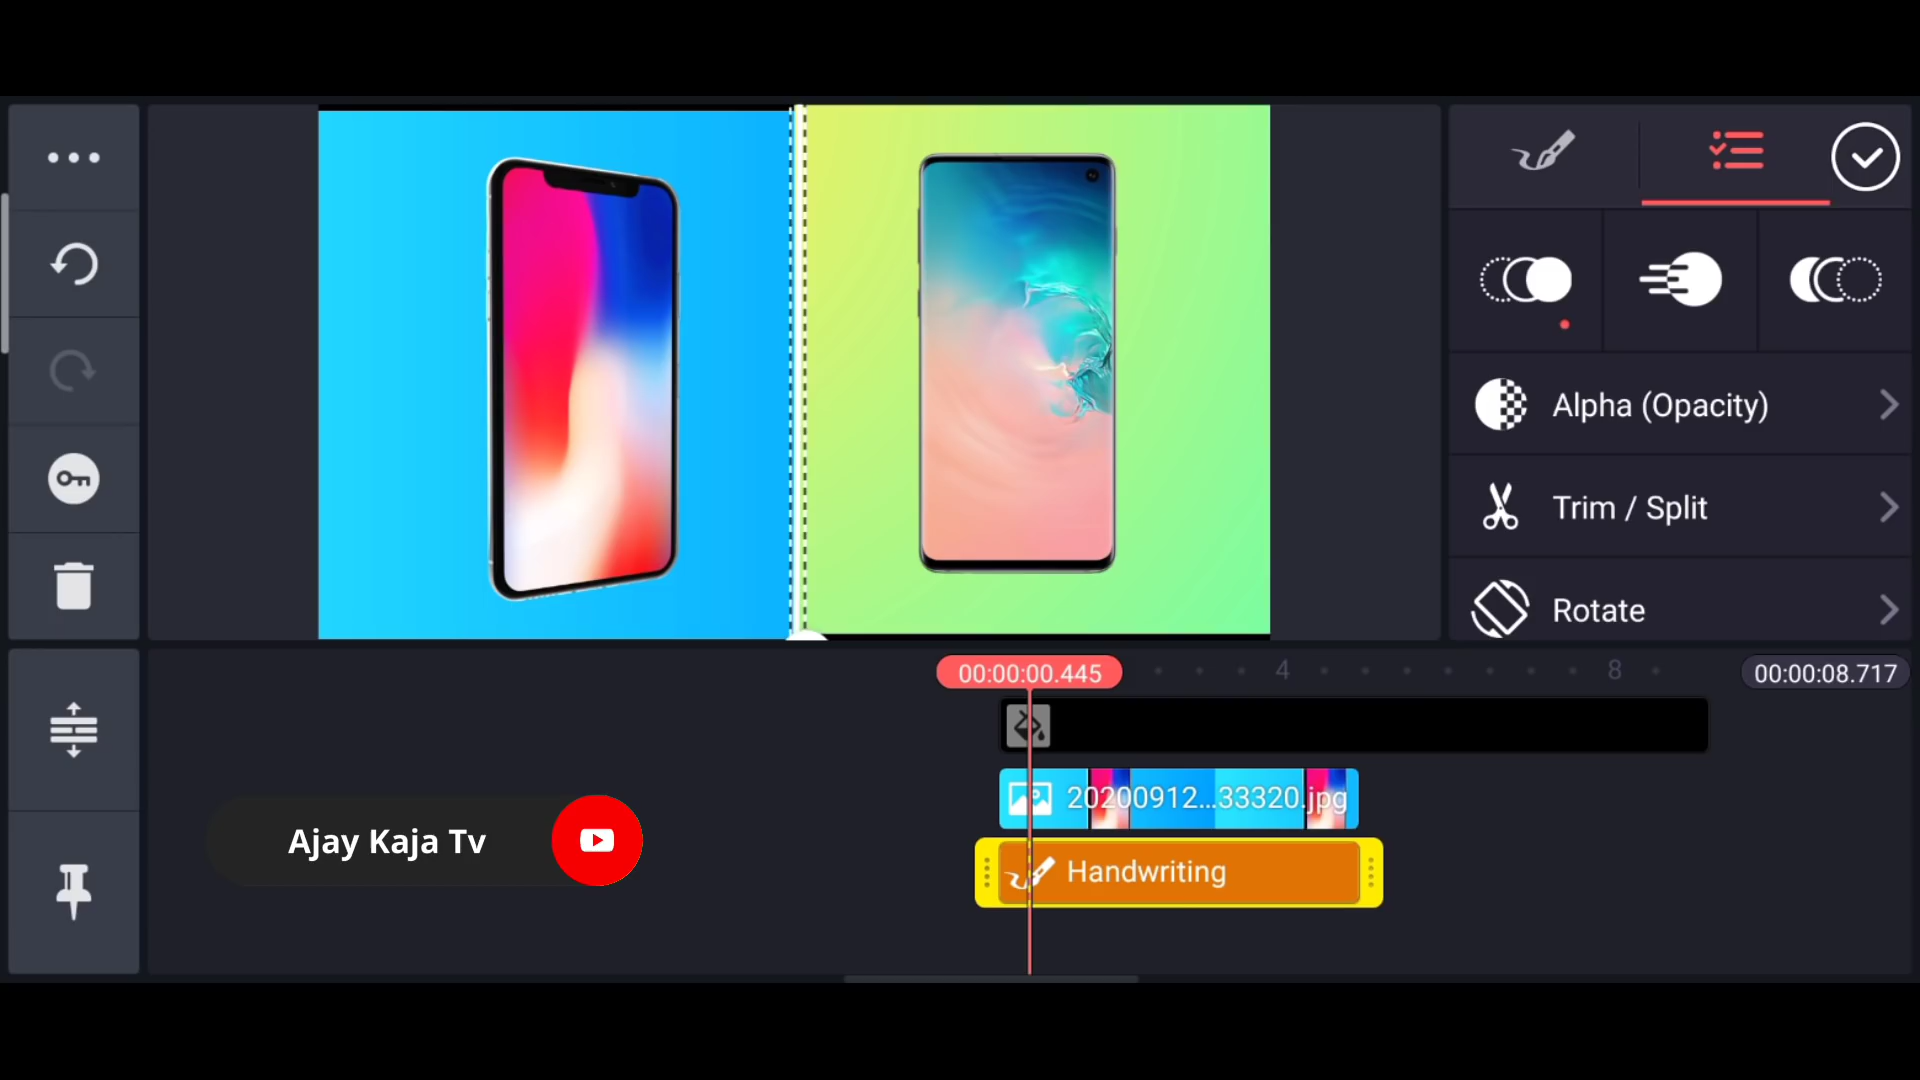 Alpha (Opacity)
Trim / Split
Rotate
00:00:00.445
4
8
00:00:08.717
20200912...33320.jpg
Handwriting
Ajay Kaja Tv